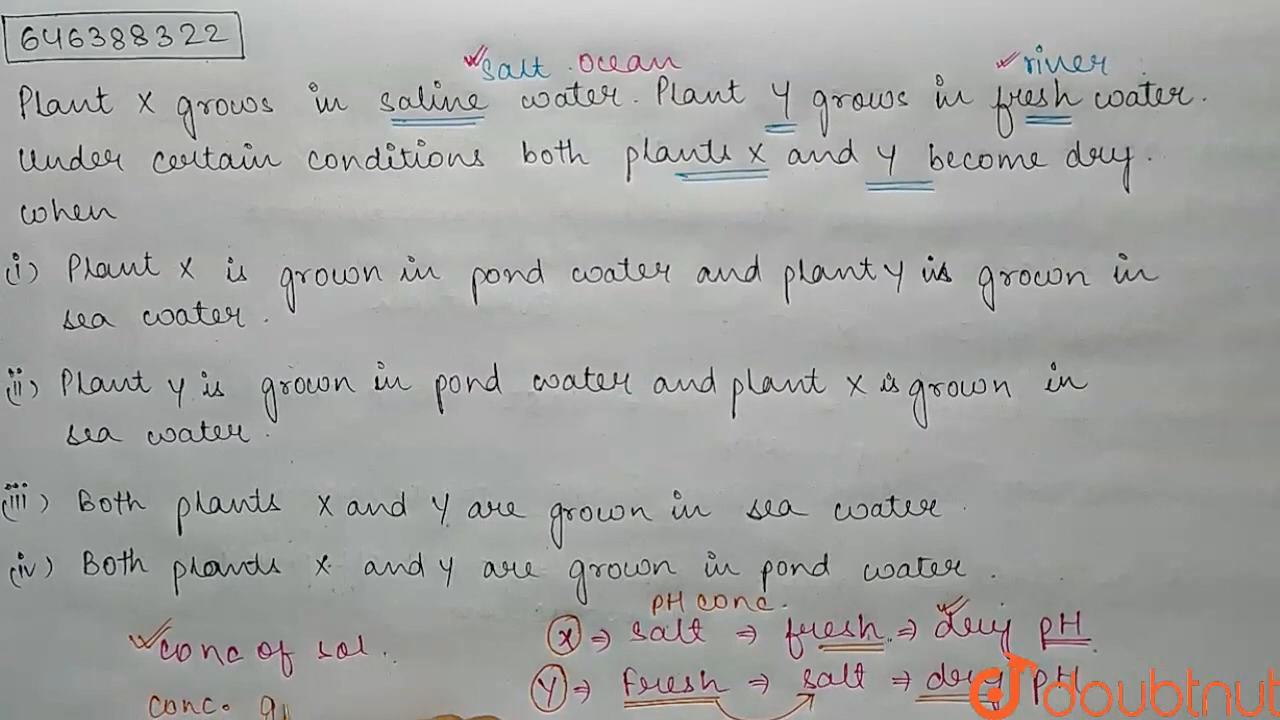 646388322
salt ocean river
Plant X grows in saline water. Plant Y grows in fresh water.
Under certain conditions both plants X and Y become dry.
when
(i) Plant X is grown in pond water and plant Y is grown in
sea water.
(ii) Plant Y is grown in pond water and plant X is grown in
sea water.
(iii) Both plants X and Y are grown in sea water.
(iv) Both plants X and Y are grown in pond water.
PH conc.
conc of sol.
X ⇒ salt ⇒ fresh ⇒ dry pH
Y ⇒ fresh ⇒ salt ⇒ dry pH
conc.
doubtnut